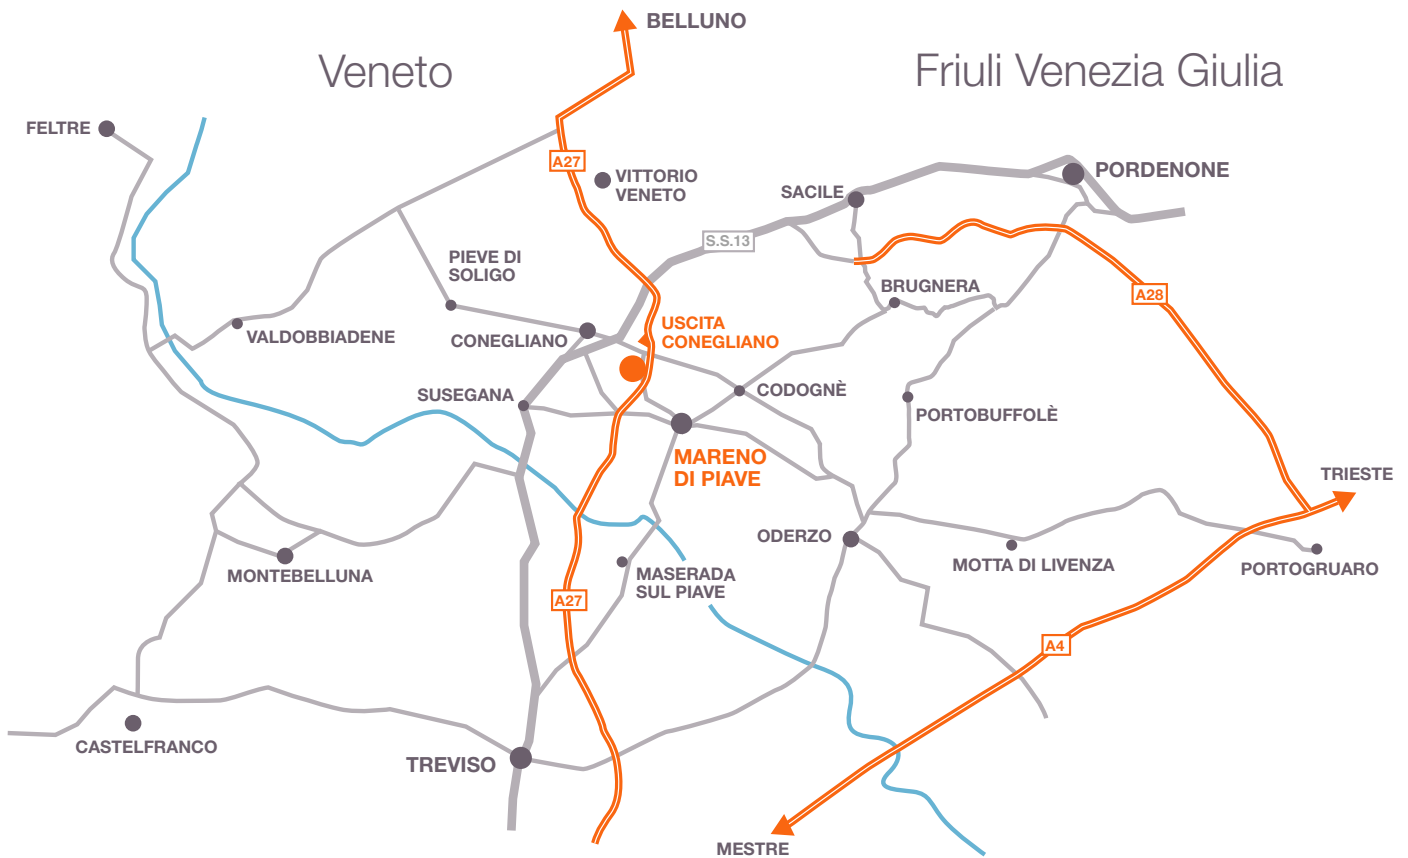 BELLUNO
Veneto
Friuli Venezia Giulia
FELTRE
A27
VITTORIO
VENETO
PORDENONE
SACILE
S.S.13
PIEVE DI
SOLIGO
BRUGNERA
A28
USCITA
CONEGLIANO
VALDOBBIADENE
CONEGLIANO
SUSEGANA
CODOGNÈ
PORTOBUFFOLÈ
MARENO
DI PIAVE
TRIESTE
ODERZO
MOTTA DI LIVENZA
PORTOGRUARO
MONTEBELLUNA
MASERADA
SUL PIAVE
A27
A4
CASTELFRANCO
TREVISO
MESTRE